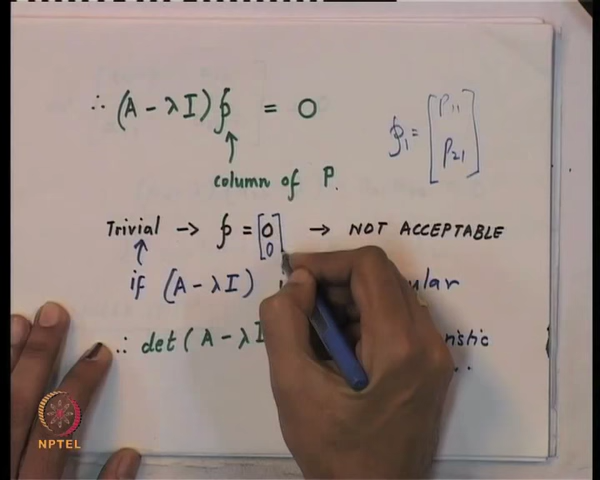 ∴ (A - λI)p = 0
p₁ = [p₁₁ p₂₁]
column of P.
Trivial → p = [0 0] → NOT ACCEPTABLE
if (A - λI)
∴ det (A - λI
NPTEL